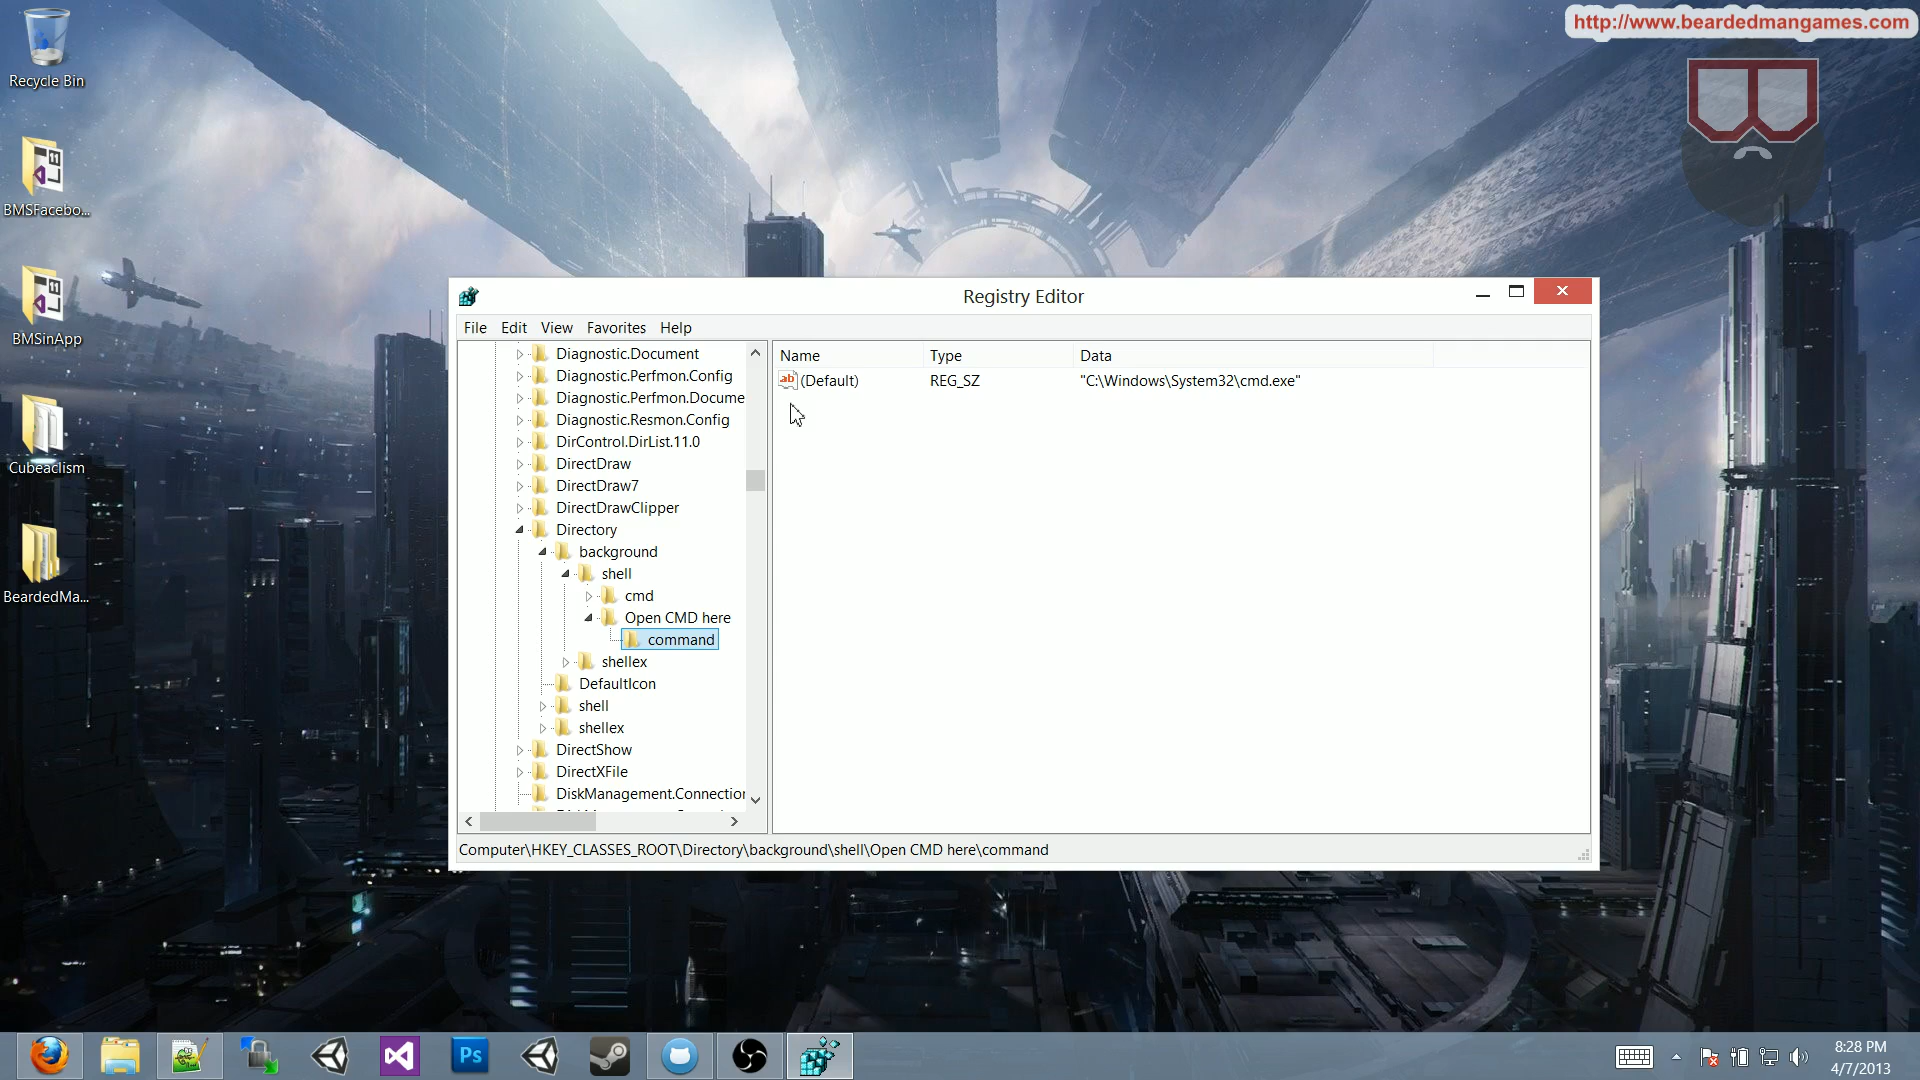 http://www.beardedmangames.com
Recycle Bin
BMSFacebo...
BMSinApp
Cubeaclism
BeardedMa...
Registry Editor
File Edit View Favorites Help
Diagnostic.Document
Diagnostic.Perfmon.Config
Diagnostic.Perfmon.Docume
Diagnostic.Resmon.Config
DirControl.DirList.11.0
DirectDraw
DirectDraw7
DirectDrawClipper
Directory
background
shell
cmd
Open CMD here
command
shellex
DefaultIcon
shell
shellex
DirectShow
DirectXFile
DiskManagement.Connection
Name Type Data
ab (Default) REG_SZ "C:\Windows\System32\cmd.exe"
Computer\HKEY_CLASSES_ROOT\Directory\background\shell\Open CMD here\command
Ps
8:28 PM
4/7/2013